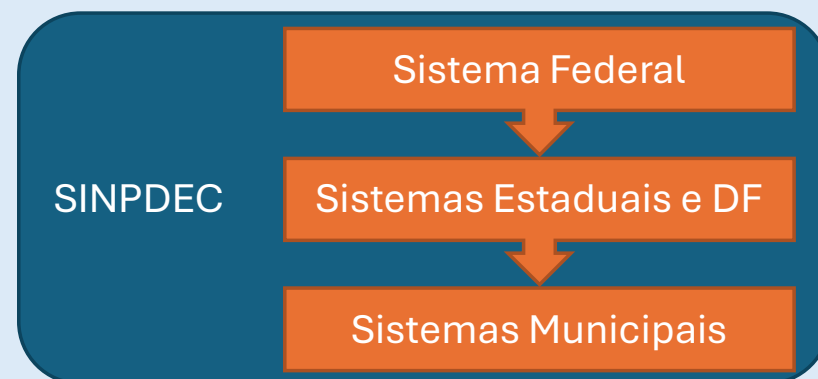 Sistema Federal
SINPDEC
Sistemas Estaduais e DF
Sistemas Municipais